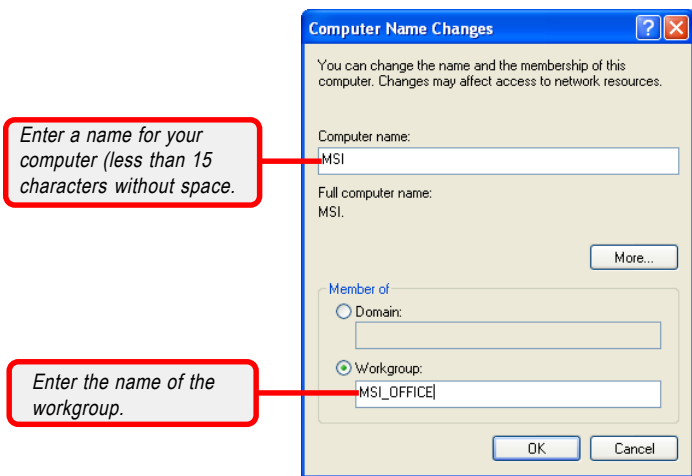 Computer Name Changes
You can change the name and the membership of this
computer. Changes may affect access to network resources.
Enter a name for your
computer (less than 15
characters without space.
Computer name:
MSI
Full computer name:
MSI.
More...
Member of
Domain:
Workgroup:
MSI_OFFICE
Enter the name of the
workgroup.
OK
Cancel